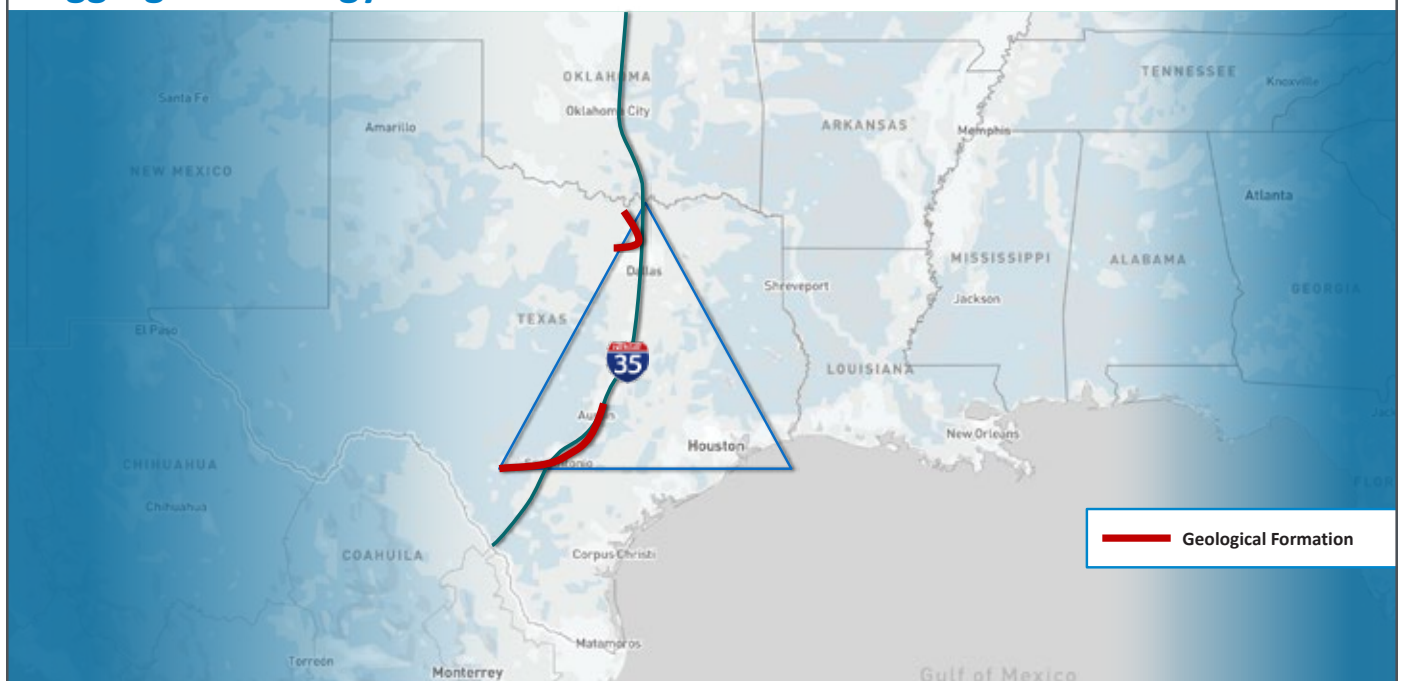 OKLAHOMA
TENNESSEE
Knoxville
Santa Fe
Oklahoma City
Amarillo
ARKANSAS
Memphis
NEW MEXICO
Atlanta
MISSISSIPPI
ALABAMA
Dallas
Shreveport
GEORGIA
Jackson
TEXAS
El Paso
35
LOUISIANA
Austin
Houston
New Orleans
CHIHUAHUA
San Antonio
Chihuahua
Geological Formation
COAHUILA
Corpus Christi
Matamoros
Torreón
Monterrey
Gulf of Mexico